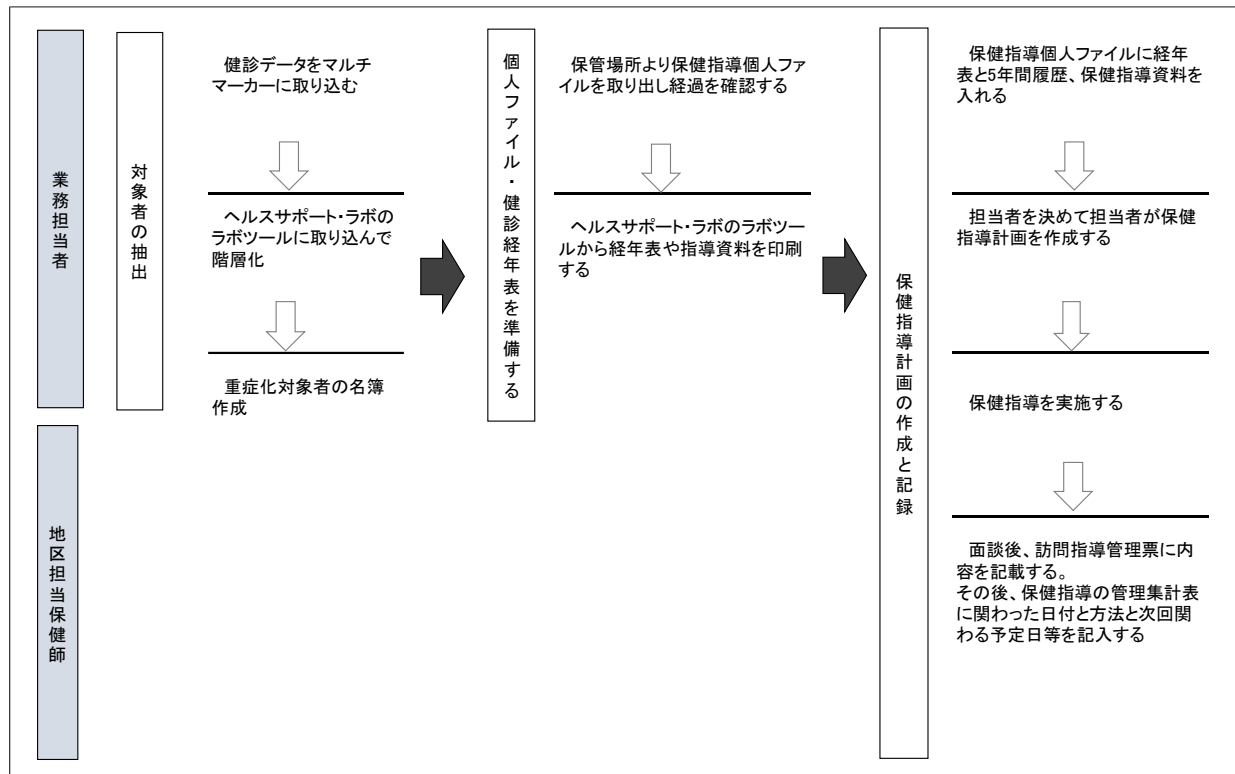 業務担当者
地区担当保健師
対象者の抽出
健診データをマルチ
マーカーに取り込む
ヘルスサポート・ラボの
ラボツールに取り込んで
階層化
重症化対象者の名簿
作成
個人ファイル・健診経年表を準備する
保管場所より保健指導個人ファ
イルを取り出し経過を確認する
ヘルスサポート・ラボのラボツー
ルから経年表や指導資料を印刷
する
保健指導計画の作成と記録
保健指導個人ファイルに経年
表と5年間履歴、保健指導資料を
入れる
担当者を決めて担当者が保健
指導計画を作成する
保健指導を実施する
面談後、訪問指導管理票に内
容を記載する。
その後、保健指導の管理集計表
に関わった日付と方法と次回関
わる予定日等を記入する